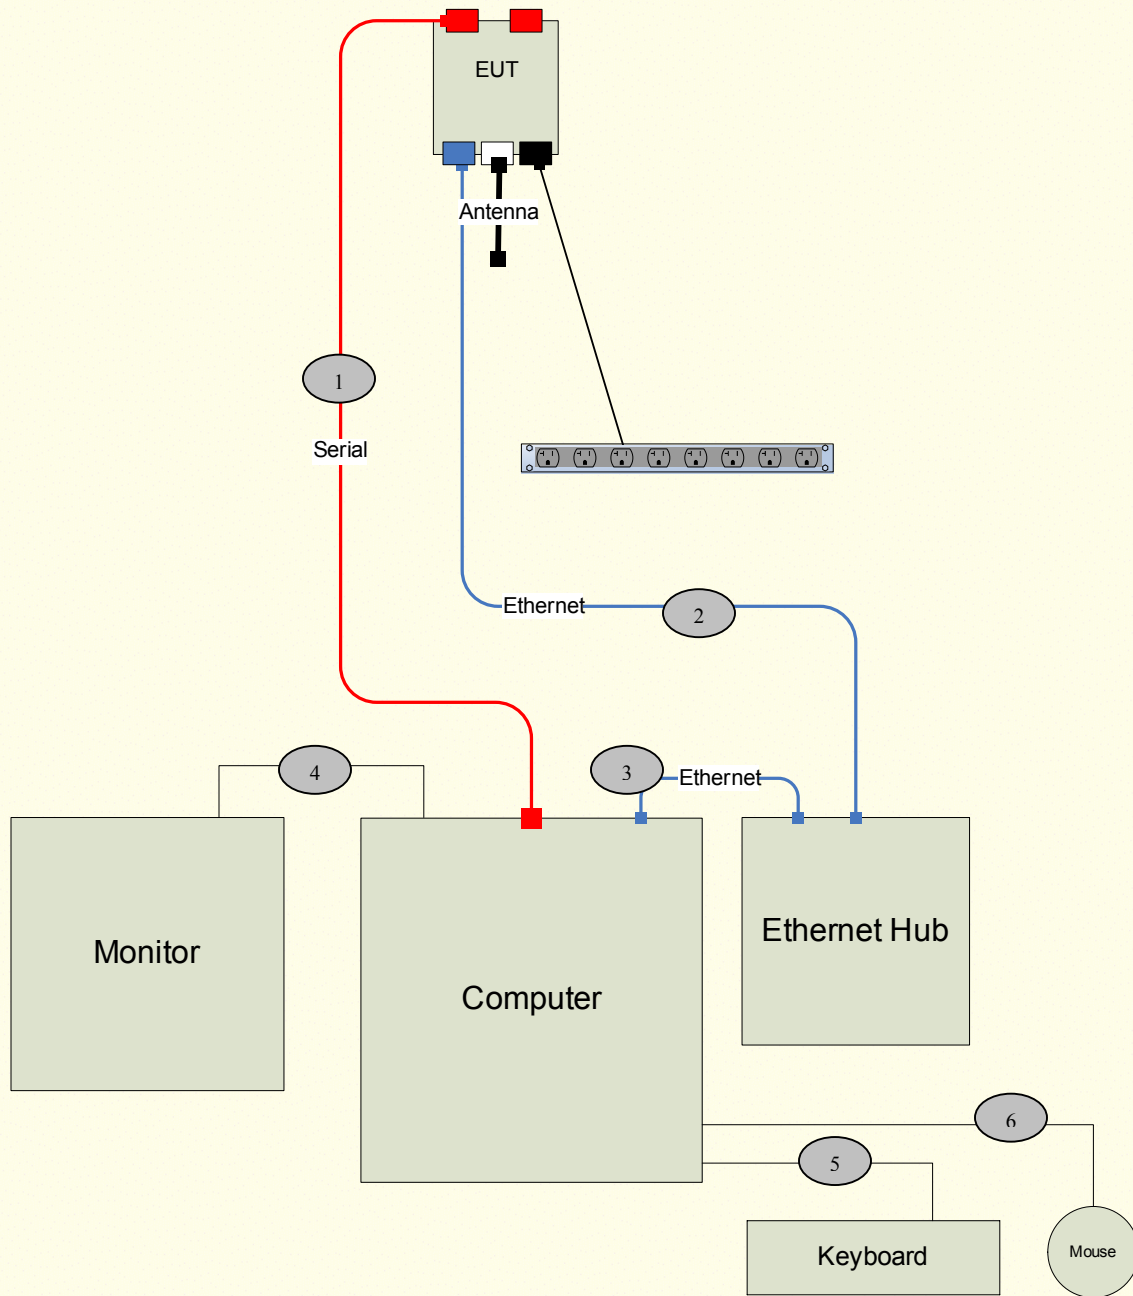 EUT
Antenna
1
Serial
Ethernet
2
4
3
Ethernet
Monitor
Computer
Ethernet Hub
6
5
Keyboard
Mouse